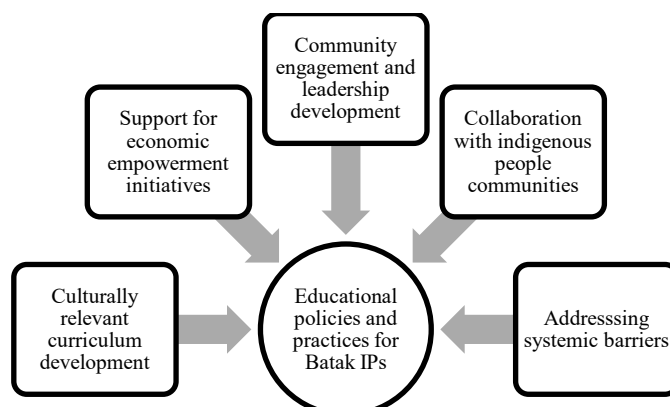 Community
engagement and
leadership
development
Support for
economic
empowerment
initiatives
Collaboration
with indigenous
people
communities
Culturally
relevant
curriculum
development
Educational
policies and
practices for
Batak IPs
Addresssing
systemic barriers